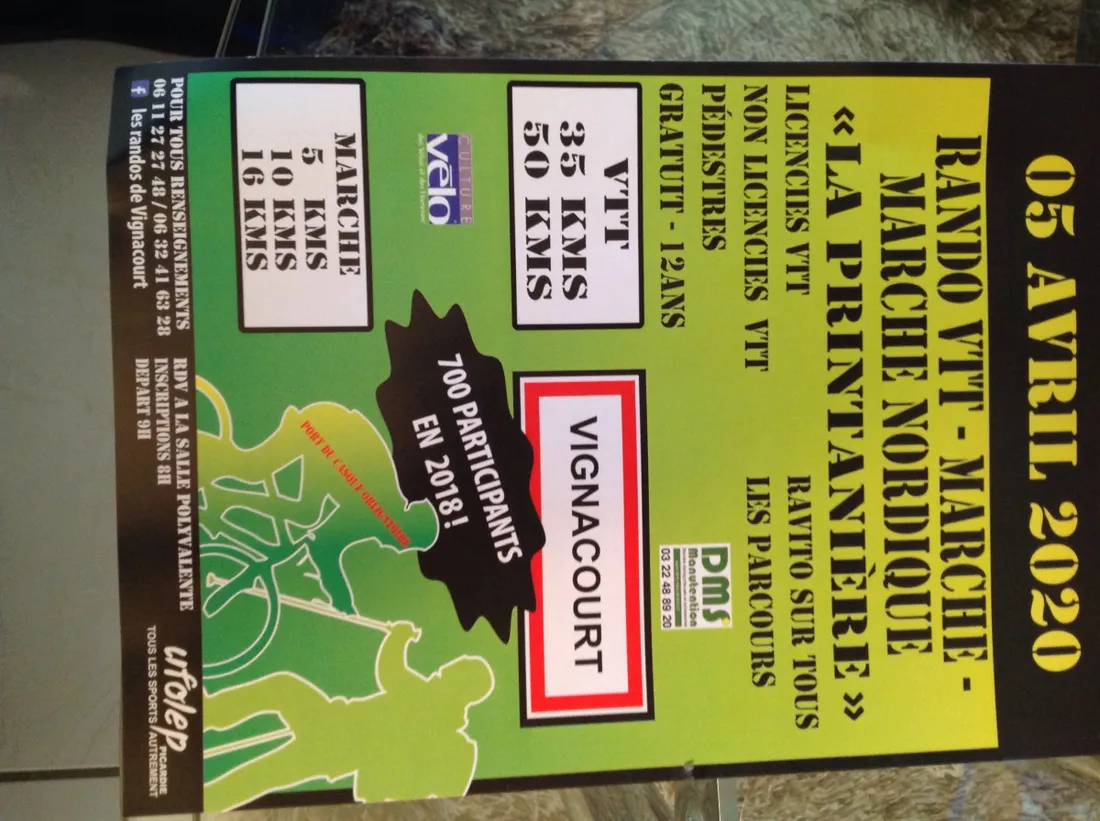 05 AVRIL 2020
RANDO VTT - MARCHE -
MARCHE NORDIQUE
« LA PRINTANIÈRE »
LICENCIES VTT
NON LICENCIES VTT
PÉDESTRES
GRATUIT - 12ANS
RAVITO SUR TOUS
LES PARCOURS
DMS
Manutention
03 22 48 89 20
VTT
35 KMS
50 KMS
VIGNACOURT
CULTURE
vélo
700 PARTICIPANTS
EN 2018!
MARCHE
5 KMS
10 KMS
16 KMS
PORT DU CASQUE OBLIGATOIRE
POUR TOUS RENSEIGNEMENTS
06 11 27 27 48 / 06 32 41 63 28
f les randos de Vignacourt
RDV A LA SALLE POLYVALENTE
INSCRIPTIONS 8H
DEPART 9H
ufolep
PICARDIE
TOUS LES SPORTS / AUTREMENT